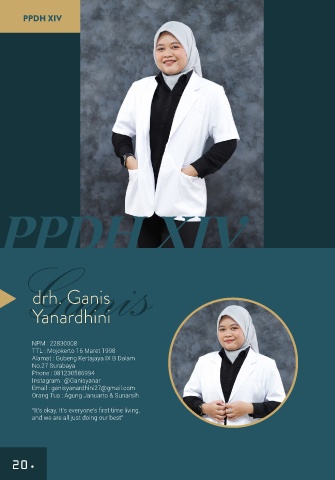 PPDH XIV
PPDH XIV
Ganis
drh. Ganis
Yanardhini
NPM : 22830008
TTL : Mojokerto 16 Maret 1998
Alamat : Gubeng Kertajaya IX B Dalam
No.27 Surabaya
Phone : 081230586994
Instagram : @Ganisyanar
Email : ganisyanardhini27@gmail.com
Orang Tua : Agung Januarto & Sunarsih
"It's okay, it's everyone's first time living,
and we are all just doing our best"
20